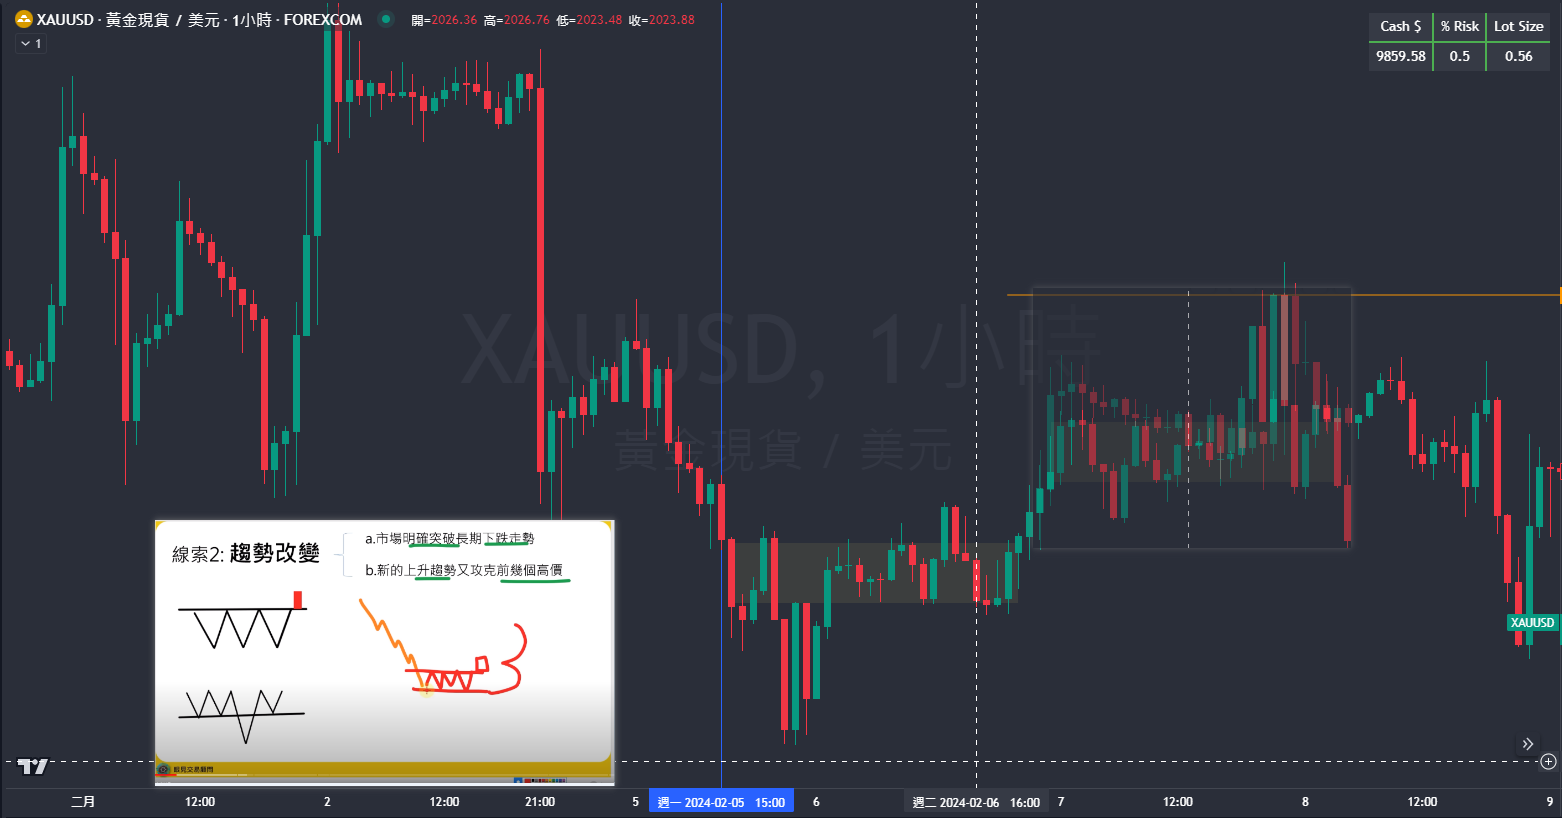 XAUUSD · 黃金現貨 / 美元 · 1小時 · FOREXCOM 開=2026.36 高=2026.76 低=2023.48 收=2023.88
1
Cash $ % Risk Lot Size
9859.58 0.5 0.56
XAUUSD, 1小時
黃金現貨 / 美元
線索2: 趨勢改變
a.市場明確突破長期下跌走勢
b.新的上升趨勢又攻克前幾個高價
XAUUSD
二月 12:00 2 12:00 21:00 5 週一 2024-02-05 15:00 6 週二 2024-02-06 16:00 7 12:00 8 12:00 9